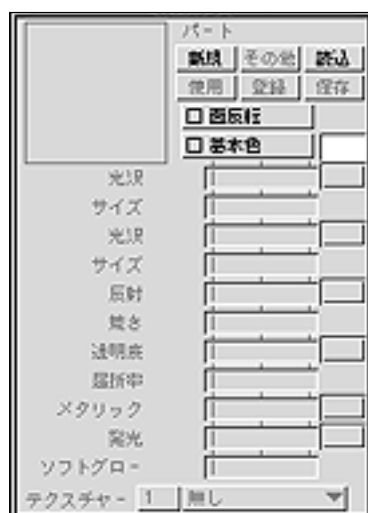 パート
新規 その他 読込
使用 登録 保存
面反転
基本色
光沢
サイズ
光沢
サイズ
反射
荒さ
透明度
屈折率
メタリック
発光
ソフトグロー
テクスチャー 1 無し